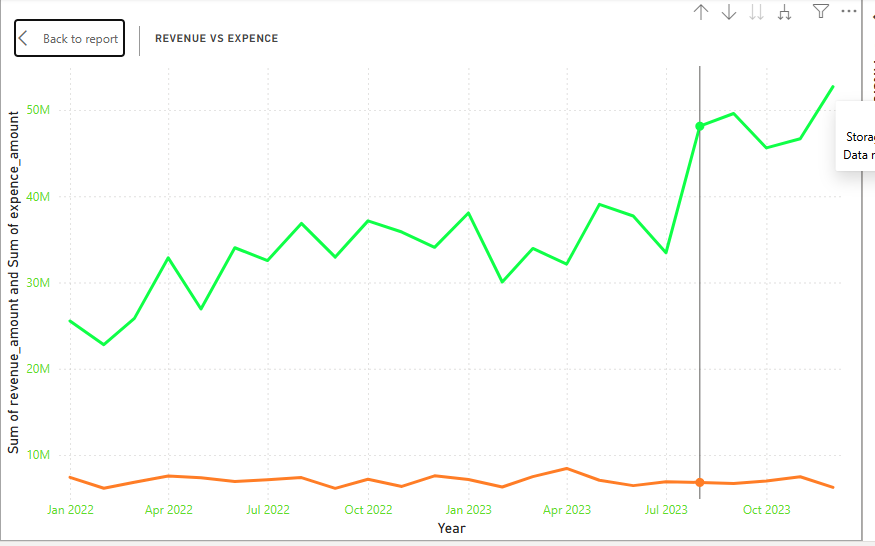 Back to report
REVENUE VS EXPENCE
Sum of revenue_amount and Sum of expence_amount
50M
40M
30M
20M
10M
Jan 2022
Apr 2022
Jul 2022
Oct 2022
Jan 2023
Apr 2023
Jul 2023
Oct 2023
Year
Data